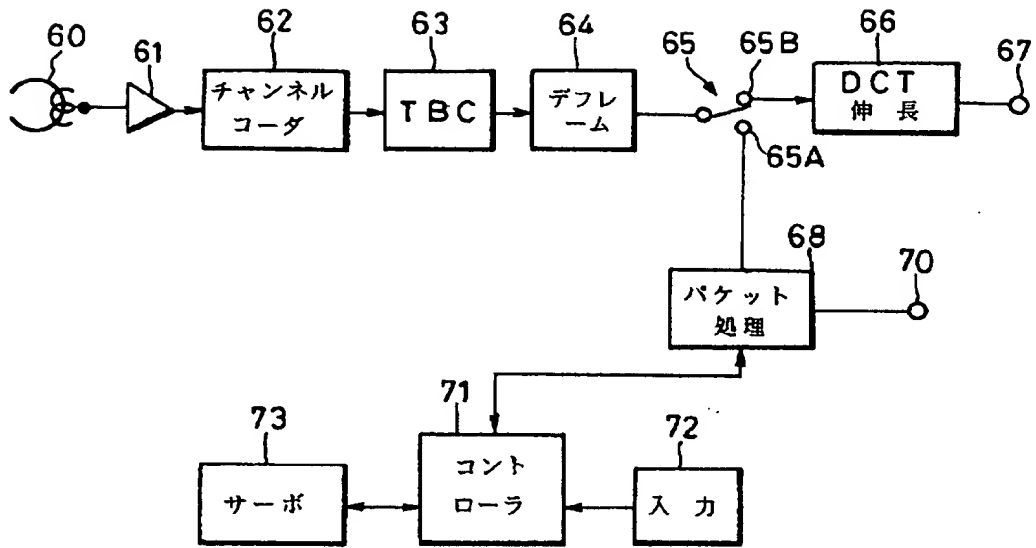 60
61
62
63
64
65
65B
66
67
チャンネル
コーダ
TBC
デフレ
ーム
DCT
伸長
65A
68
70
パケット
処理
71
72
73
コント
ローラ
サーボ
入力